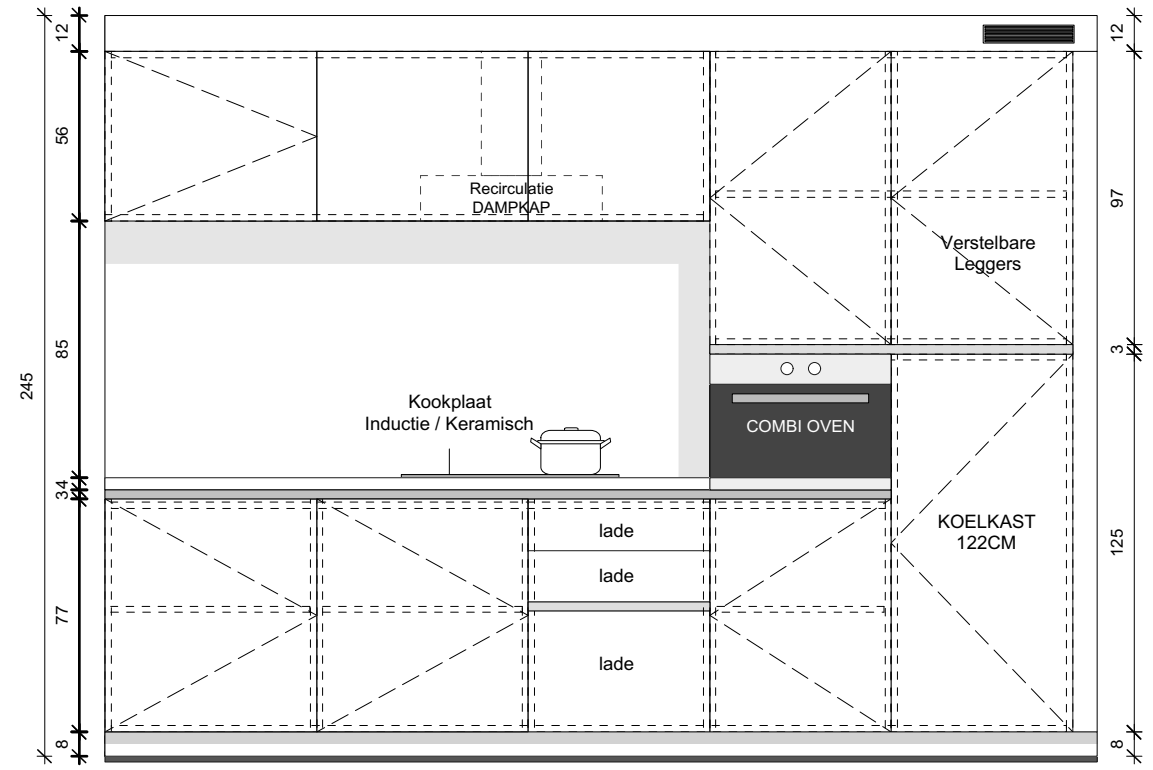 12
56
85
245
34
77
8
Recirculatie
DAMPKAP
Verstelbare
Leggers
Kookplaat
Inductie / Keramisch
COMBI OVEN
KOELKAST
122CM
lade
lade
lade
12
97
3
125
8